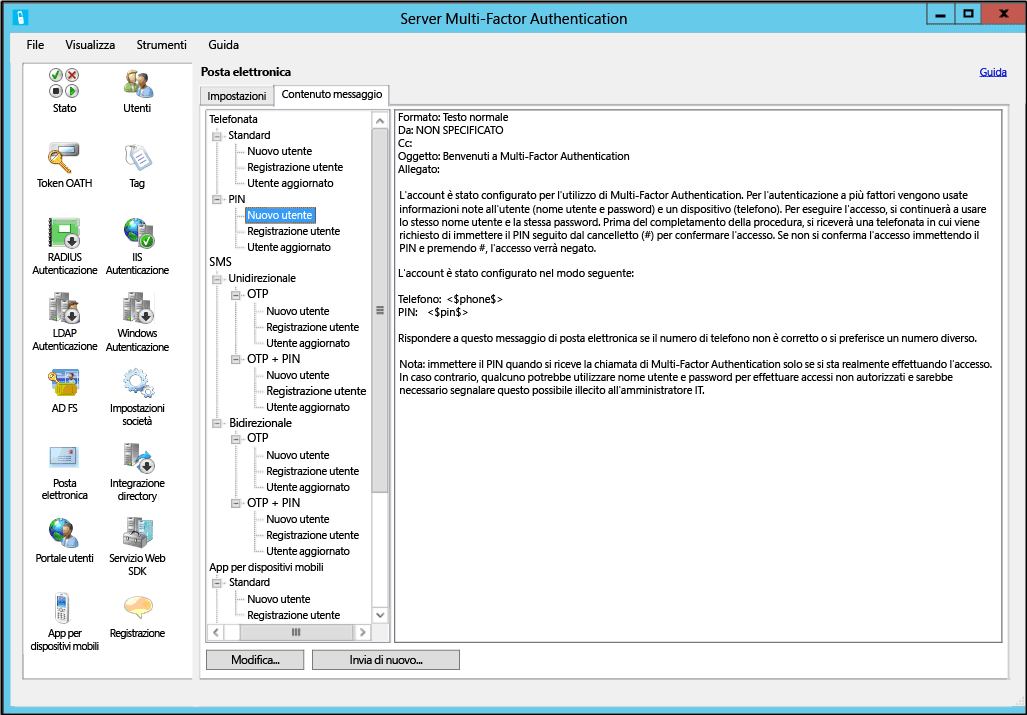 Server Multi-Factor Authentication
File Visualizza Strumenti Guida
Stato
Utenti
Token OATH
Tag
RADIUS
Autenticazione
IIS
Autenticazione
LDAP
Autenticazione
Windows
Autenticazione
AD FS
Impostazioni
società
Posta
elettronica
Integrazione
directory
Portale utenti
Servizio Web
SDK
App per
dispositivi mobili
Registrazione
Posta elettronica
Guida
Impostazioni
Contenuto messaggio
Telefonata
Standard
Nuovo utente
Registrazione utente
Utente aggiornato
PIN
Nuovo utente
Registrazione utente
Utente aggiornato
SMS
Unidirezionale
OTP
Nuovo utente
Registrazione utente
Utente aggiornato
OTP + PIN
Nuovo utente
Registrazione utente
Utente aggiornato
Bidirezionale
OTP
Nuovo utente
Registrazione utente
Utente aggiornato
OTP + PIN
Nuovo utente
Registrazione utente
Utente aggiornato
App per dispositivi mobili
Standard
Nuovo utente
Registrazione utente
Formato: Testo normale
Da: NON SPECIFICATO
Cc:
Oggetto: Benvenuti a Multi-Factor Authentication
Allegato:
L'account è stato configurato per l'utilizzo di Multi-Factor Authentication. Per l'autenticazione a più fattori vengono usate
informazioni note all'utente (nome utente e password) e un dispositivo (telefono). Per eseguire l'accesso, si continuerà a usare
lo stesso nome utente e la stessa password. Prima del completamento della procedura, si riceverà una telefonata in cui viene
richiesto di immettere il PIN seguito dal cancelletto (#) per confermare l'accesso. Se non si conferma l'accesso immettendo il
PIN e premendo #, l'accesso verrà negato.
L'account è stato configurato nel modo seguente:
Telefono: <$phone$>
PIN: <$pin$>
Rispondere a questo messaggio di posta elettronica se il numero di telefono non è corretto o si preferisce un numero diverso.
Nota: immettere il PIN quando si riceve la chiamata di Multi-Factor Authentication solo se si sta realmente effettuando l'accesso.
In caso contrario, qualcuno potrebbe utilizzare nome utente e password per effettuare accessi non autorizzati e sarebbe
necessario segnalare questo possibile illecito all'amministratore IT.
Modifica...
Invia di nuovo...